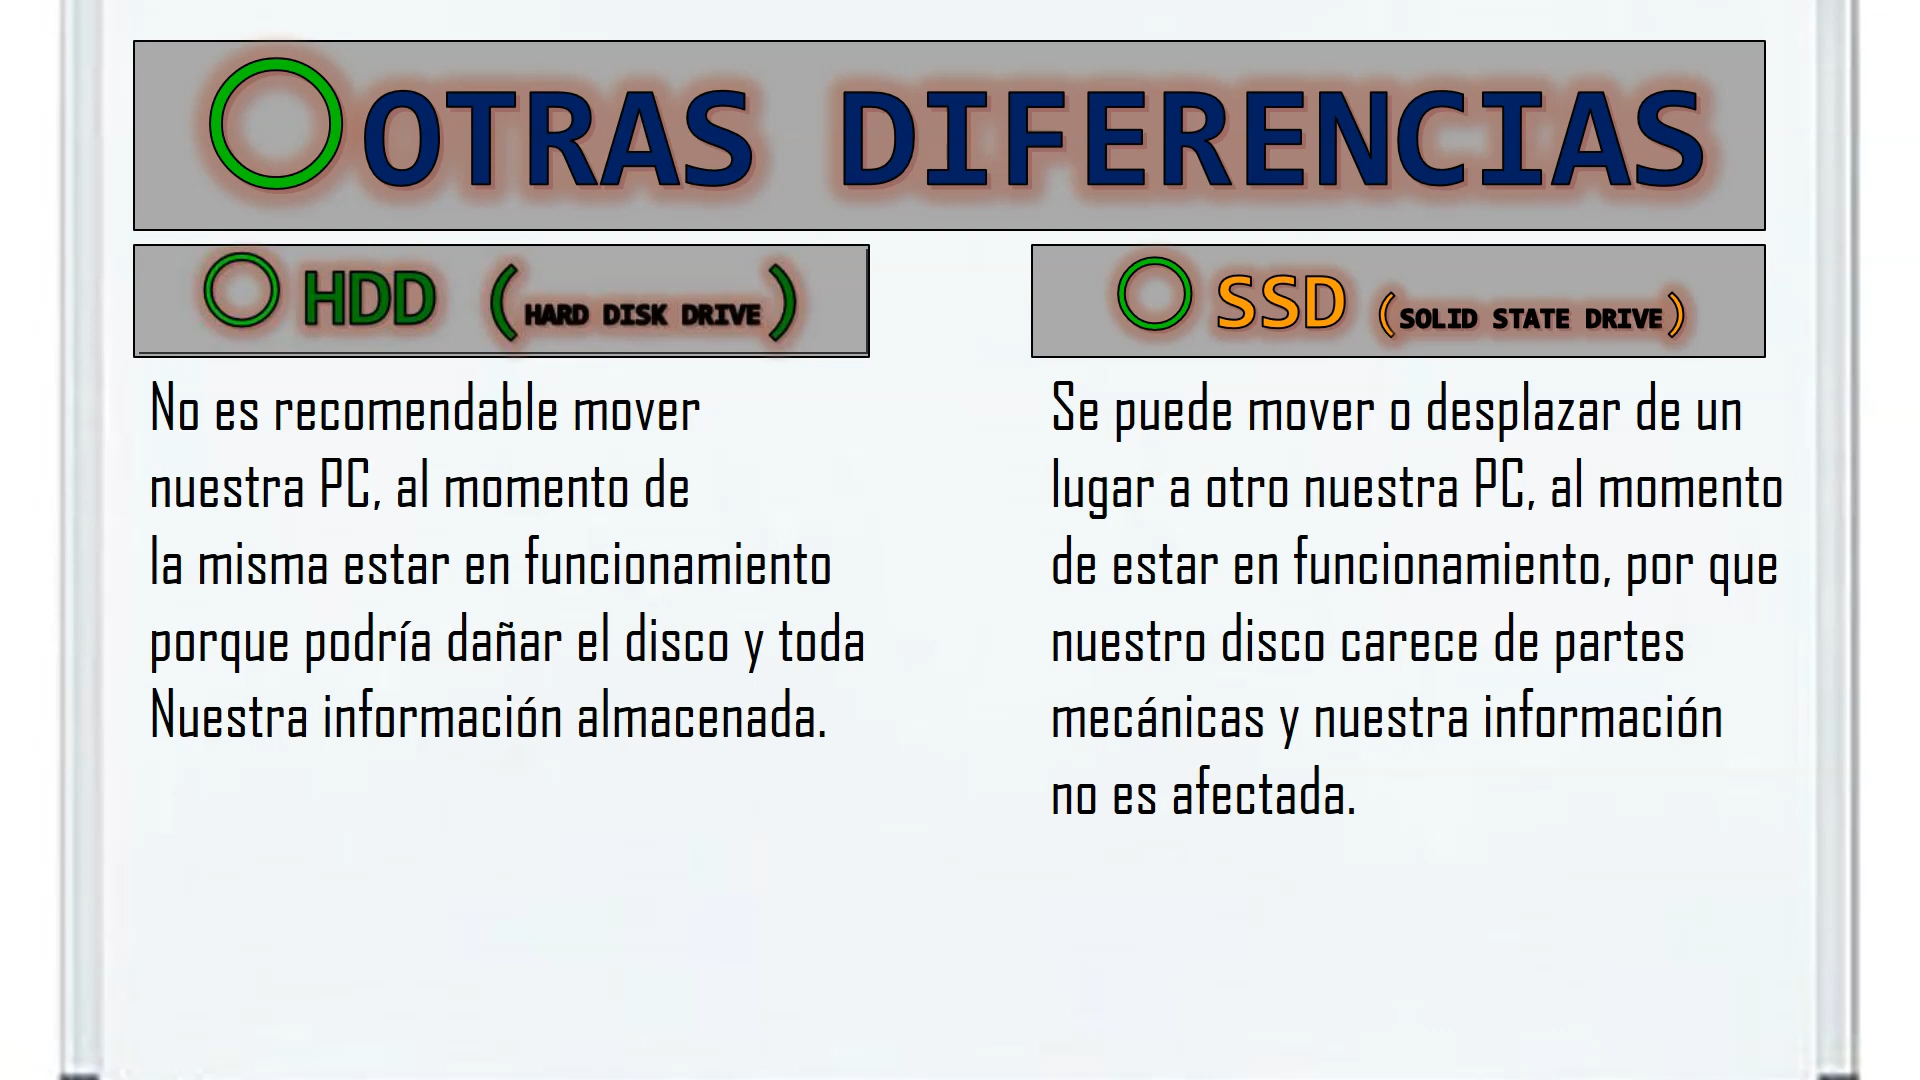 OTRAS DIFERENCIAS
HDD (HARD DISK DRIVE)
No es recomendable mover
nuestra PC, al momento de
la misma estar en funcionamiento
porque podría dañar el disco y toda
Nuestra información almacenada.
SSD (SOLID STATE DRIVE)
Se puede mover o desplazar de un
lugar a otro nuestra PC, al momento
de estar en funcionamiento, por que
nuestro disco carece de partes
mecánicas y nuestra información
no es afectada.